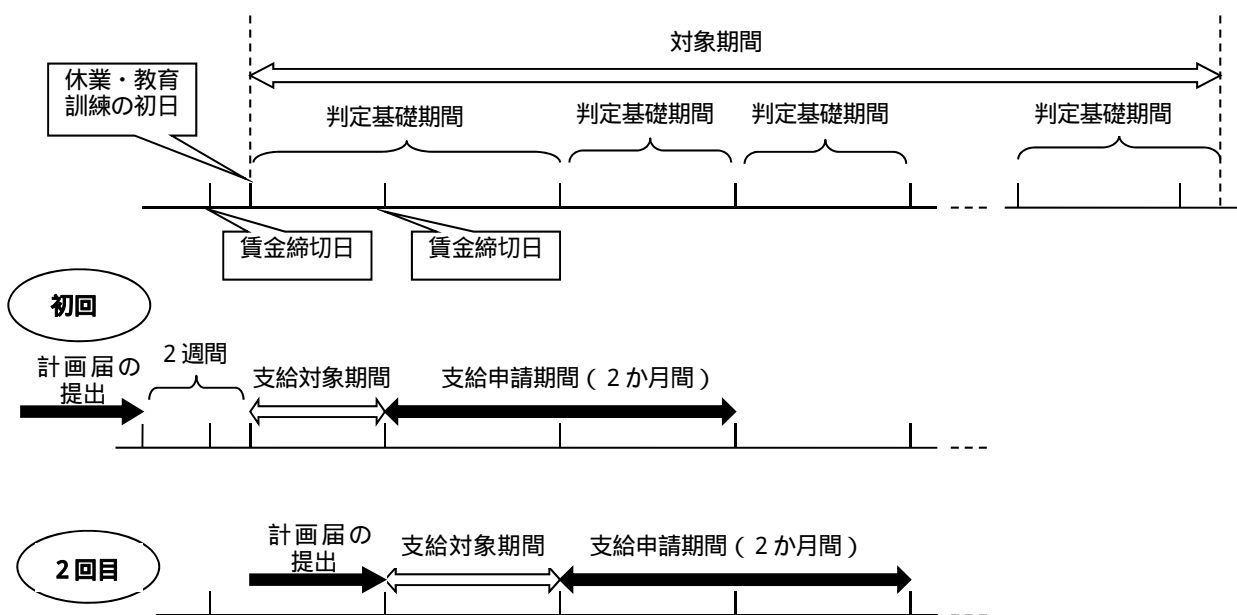 対象期間
休業・教育
訓練の初日
判定基礎期間
判定基礎期間
判定基礎期間
判定基礎期間
賃金締切日
賃金締切日
初回
計画届の
提出
2週間
支給対象期間
支給申請期間(2か月間)
2回目
計画届の
提出
支給対象期間
支給申請期間(2か月間)